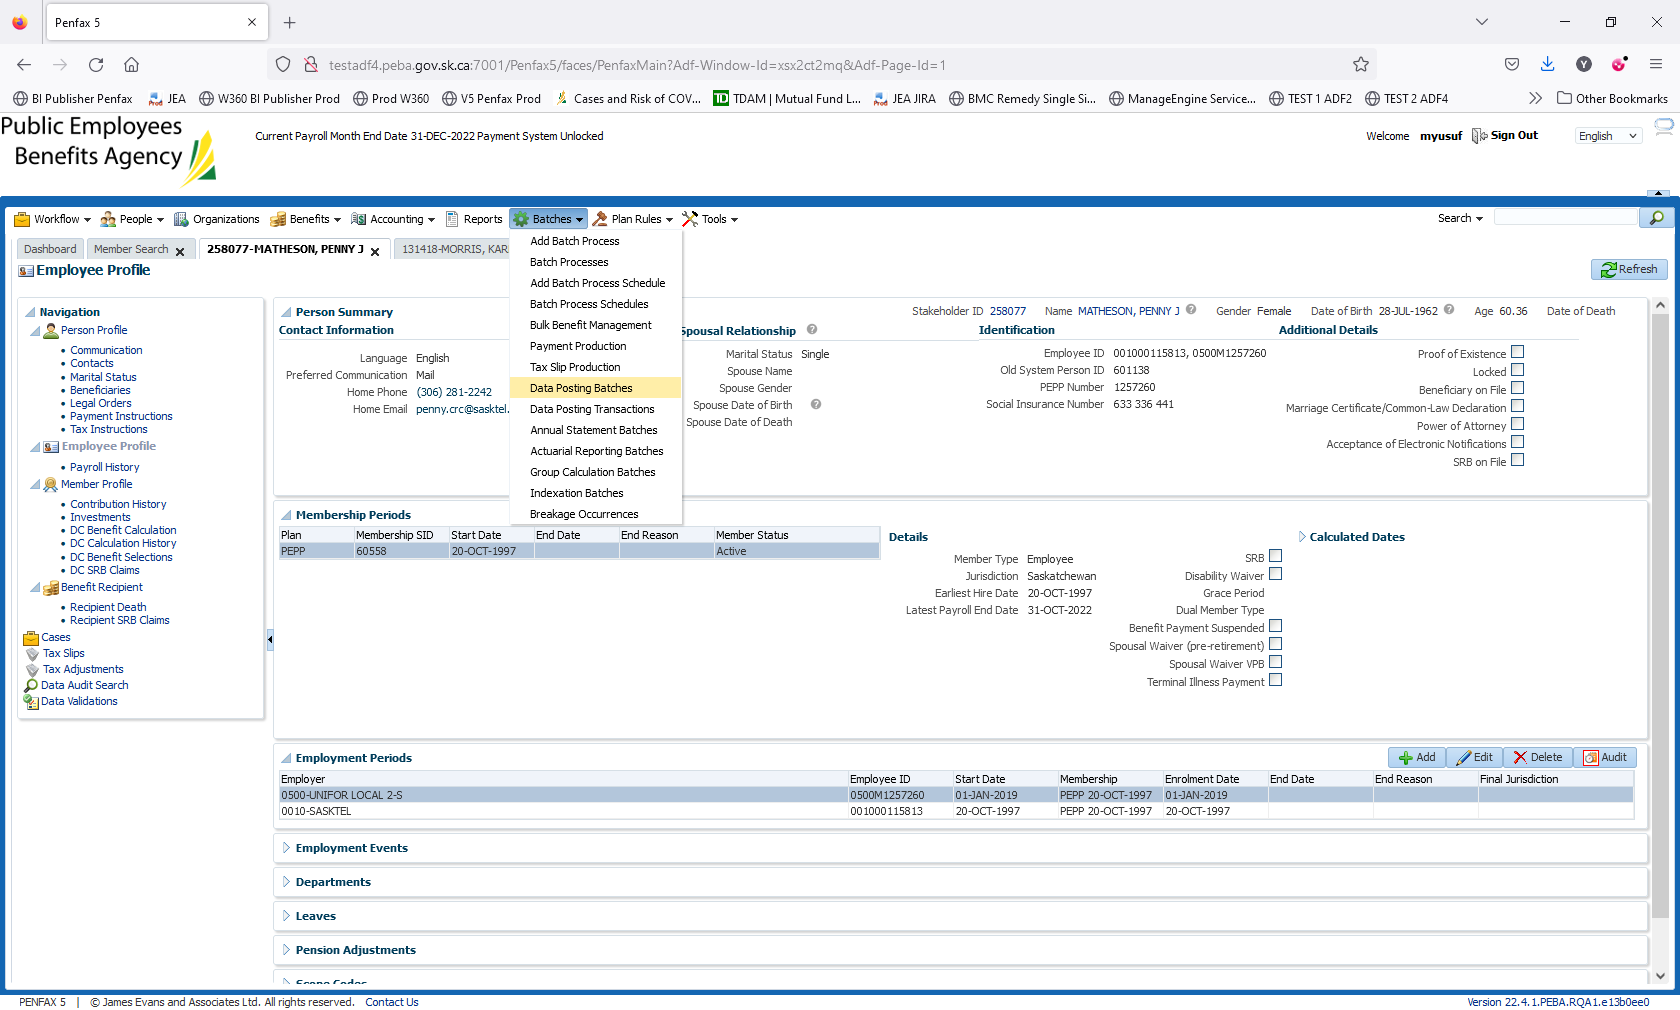 Penfax 5
testadf4.peba.gov.sk.ca:7001/Penfax5/faces/PenfaxMain?Adf-Window-Id=xsx2ct2mq&Adf-Page-Id=1
BI Publisher Penfax JEA W360 BI Publisher Prod Prod W360 V5 Penfax Prod Cases and Risk of COV... TD TDAM | Mutual Fund L... JEA JIRA BMC Remedy Single Si... ManageEngine Service... TEST 1 ADF2 TEST 2 ADF4 Other Bookmarks
Public Employees
Benefits Agency
Current Payroll Month End Date 31-DEC-2022 Payment System Unlocked
Welcome myusuf Sign Out English
Workflow People Organizations Benefits Accounting Reports Batches Plan Rules Tools Search
Dashboard Member Search 258077-MATHESON, PENNY J 131418-MORRIS, KAR
Employee Profile
Refresh
Add Batch Process
Batch Processes
Add Batch Process Schedule
Batch Process Schedules
Bulk Benefit Management
Payment Production
Tax Slip Production
Data Posting Batches
Data Posting Transactions
Annual Statement Batches
Actuarial Reporting Batches
Group Calculation Batches
Indexation Batches
Breakage Occurrences
Navigation
Person Profile
Communication
Contacts
Marital Status
Beneficiaries
Legal Orders
Payment Instructions
Tax Instructions
Employee Profile
Payroll History
Member Profile
Contribution History
Investments
DC Benefit Calculation
DC Calculation History
DC Benefit Selections
DC SRB Claims
Benefit Recipient
Recipient Death
Recipient SRB Claims
Cases
Tax Slips
Tax Adjustments
Data Audit Search
Data Validations
Person Summary
Stakeholder ID 258077 Name MATHESON, PENNY J Gender Female Date of Birth 28-JUL-1962 Age 60.36 Date of Death
Contact Information
Language English
Preferred Communication Mail
Home Phone (306) 281-2242
Home Email penny.crc@sasktel.
Spousal Relationship
Marital Status Single
Spouse Name
Spouse Gender
Spouse Date of Birth
Spouse Date of Death
Identification
Employee ID 001000115813, 0500M1257260
Old System Person ID 601138
PEPP Number 1257260
Social Insurance Number 633 336 441
Additional Details
Proof of Existence
Locked
Beneficiary on File
Marriage Certificate/Common-Law Declaration
Power of Attorney
Acceptance of Electronic Notifications
SRB on File
Membership Periods
Plan Membership SID Start Date End Date End Reason Member Status
PEPP 60558 20-OCT-1997 Active
Details
Member Type Employee
Jurisdiction Saskatchewan
Earliest Hire Date 20-OCT-1997
Latest Payroll End Date 31-OCT-2022
SRB
Disability Waiver
Grace Period
Dual Member Type
Benefit Payment Suspended
Spousal Waiver (pre-retirement)
Spousal Waiver VPB
Terminal Illness Payment
Calculated Dates
Employment Periods
Add Edit Delete Audit
Employer Employee ID Start Date Membership Enrolment Date End Date End Reason Final Jurisdiction
0500-UNIFOR LOCAL 2-S 0500M1257260 01-JAN-2019 PEPP 20-OCT-1997 01-JAN-2019
0010-SASKTEL 001000115813 20-OCT-1997 PEPP 20-OCT-1997 20-OCT-1997
Employment Events
Departments
Leaves
Pension Adjustments
Scope Codes
PENFAX 5 | © James Evans and Associates Ltd. All rights reserved. Contact Us
Version 22.4.1.PEBA.RQA1.e13b0ee0